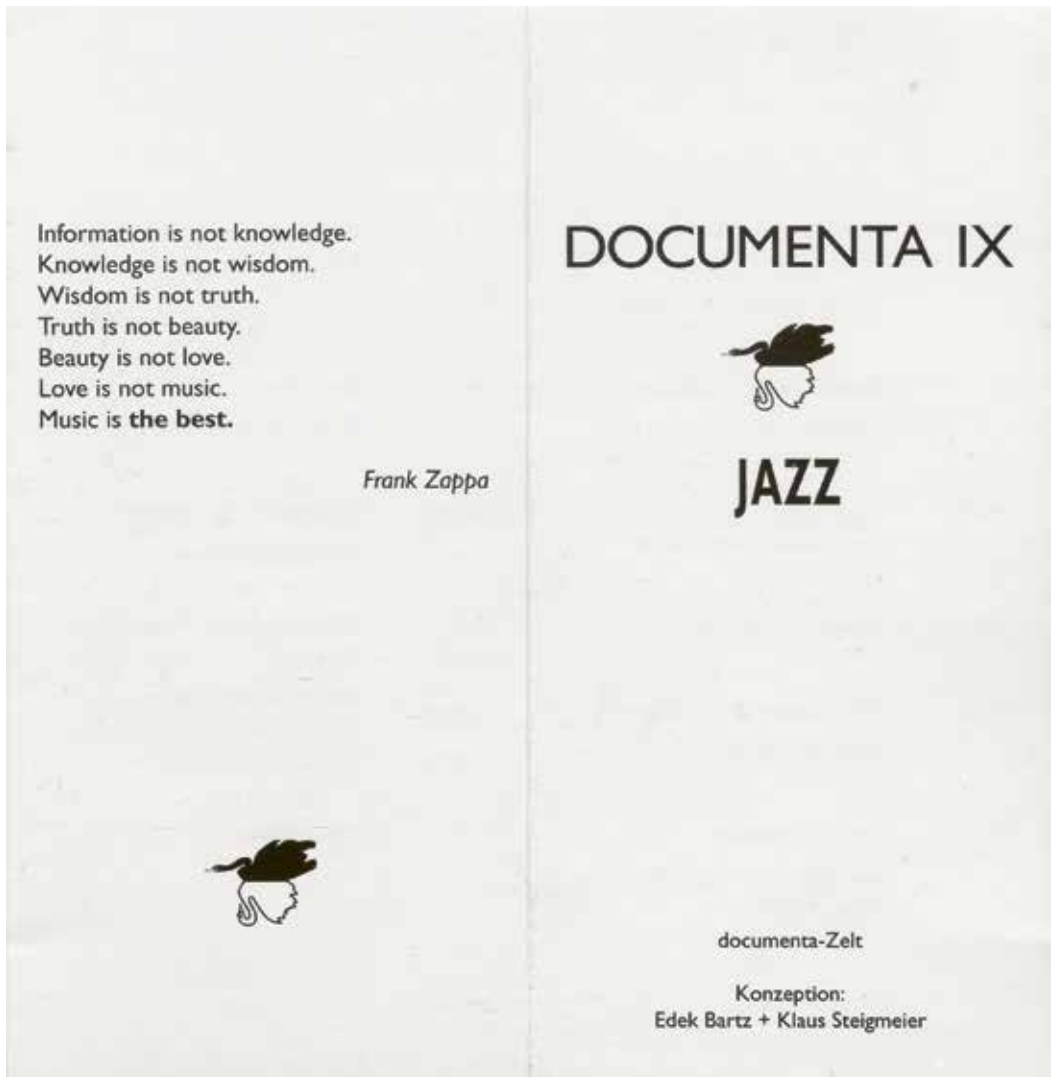 Information is not knowledge.
Knowledge is not wisdom.
Wisdom is not truth.
Truth is not beauty.
Beauty is not love.
Love is not music.
Music is the best.
Frank Zappa
DOCUMENTA IX
JAZZ
documenta-Zelt
Konzeption:
Edek Bartz + Klaus Steigmeier